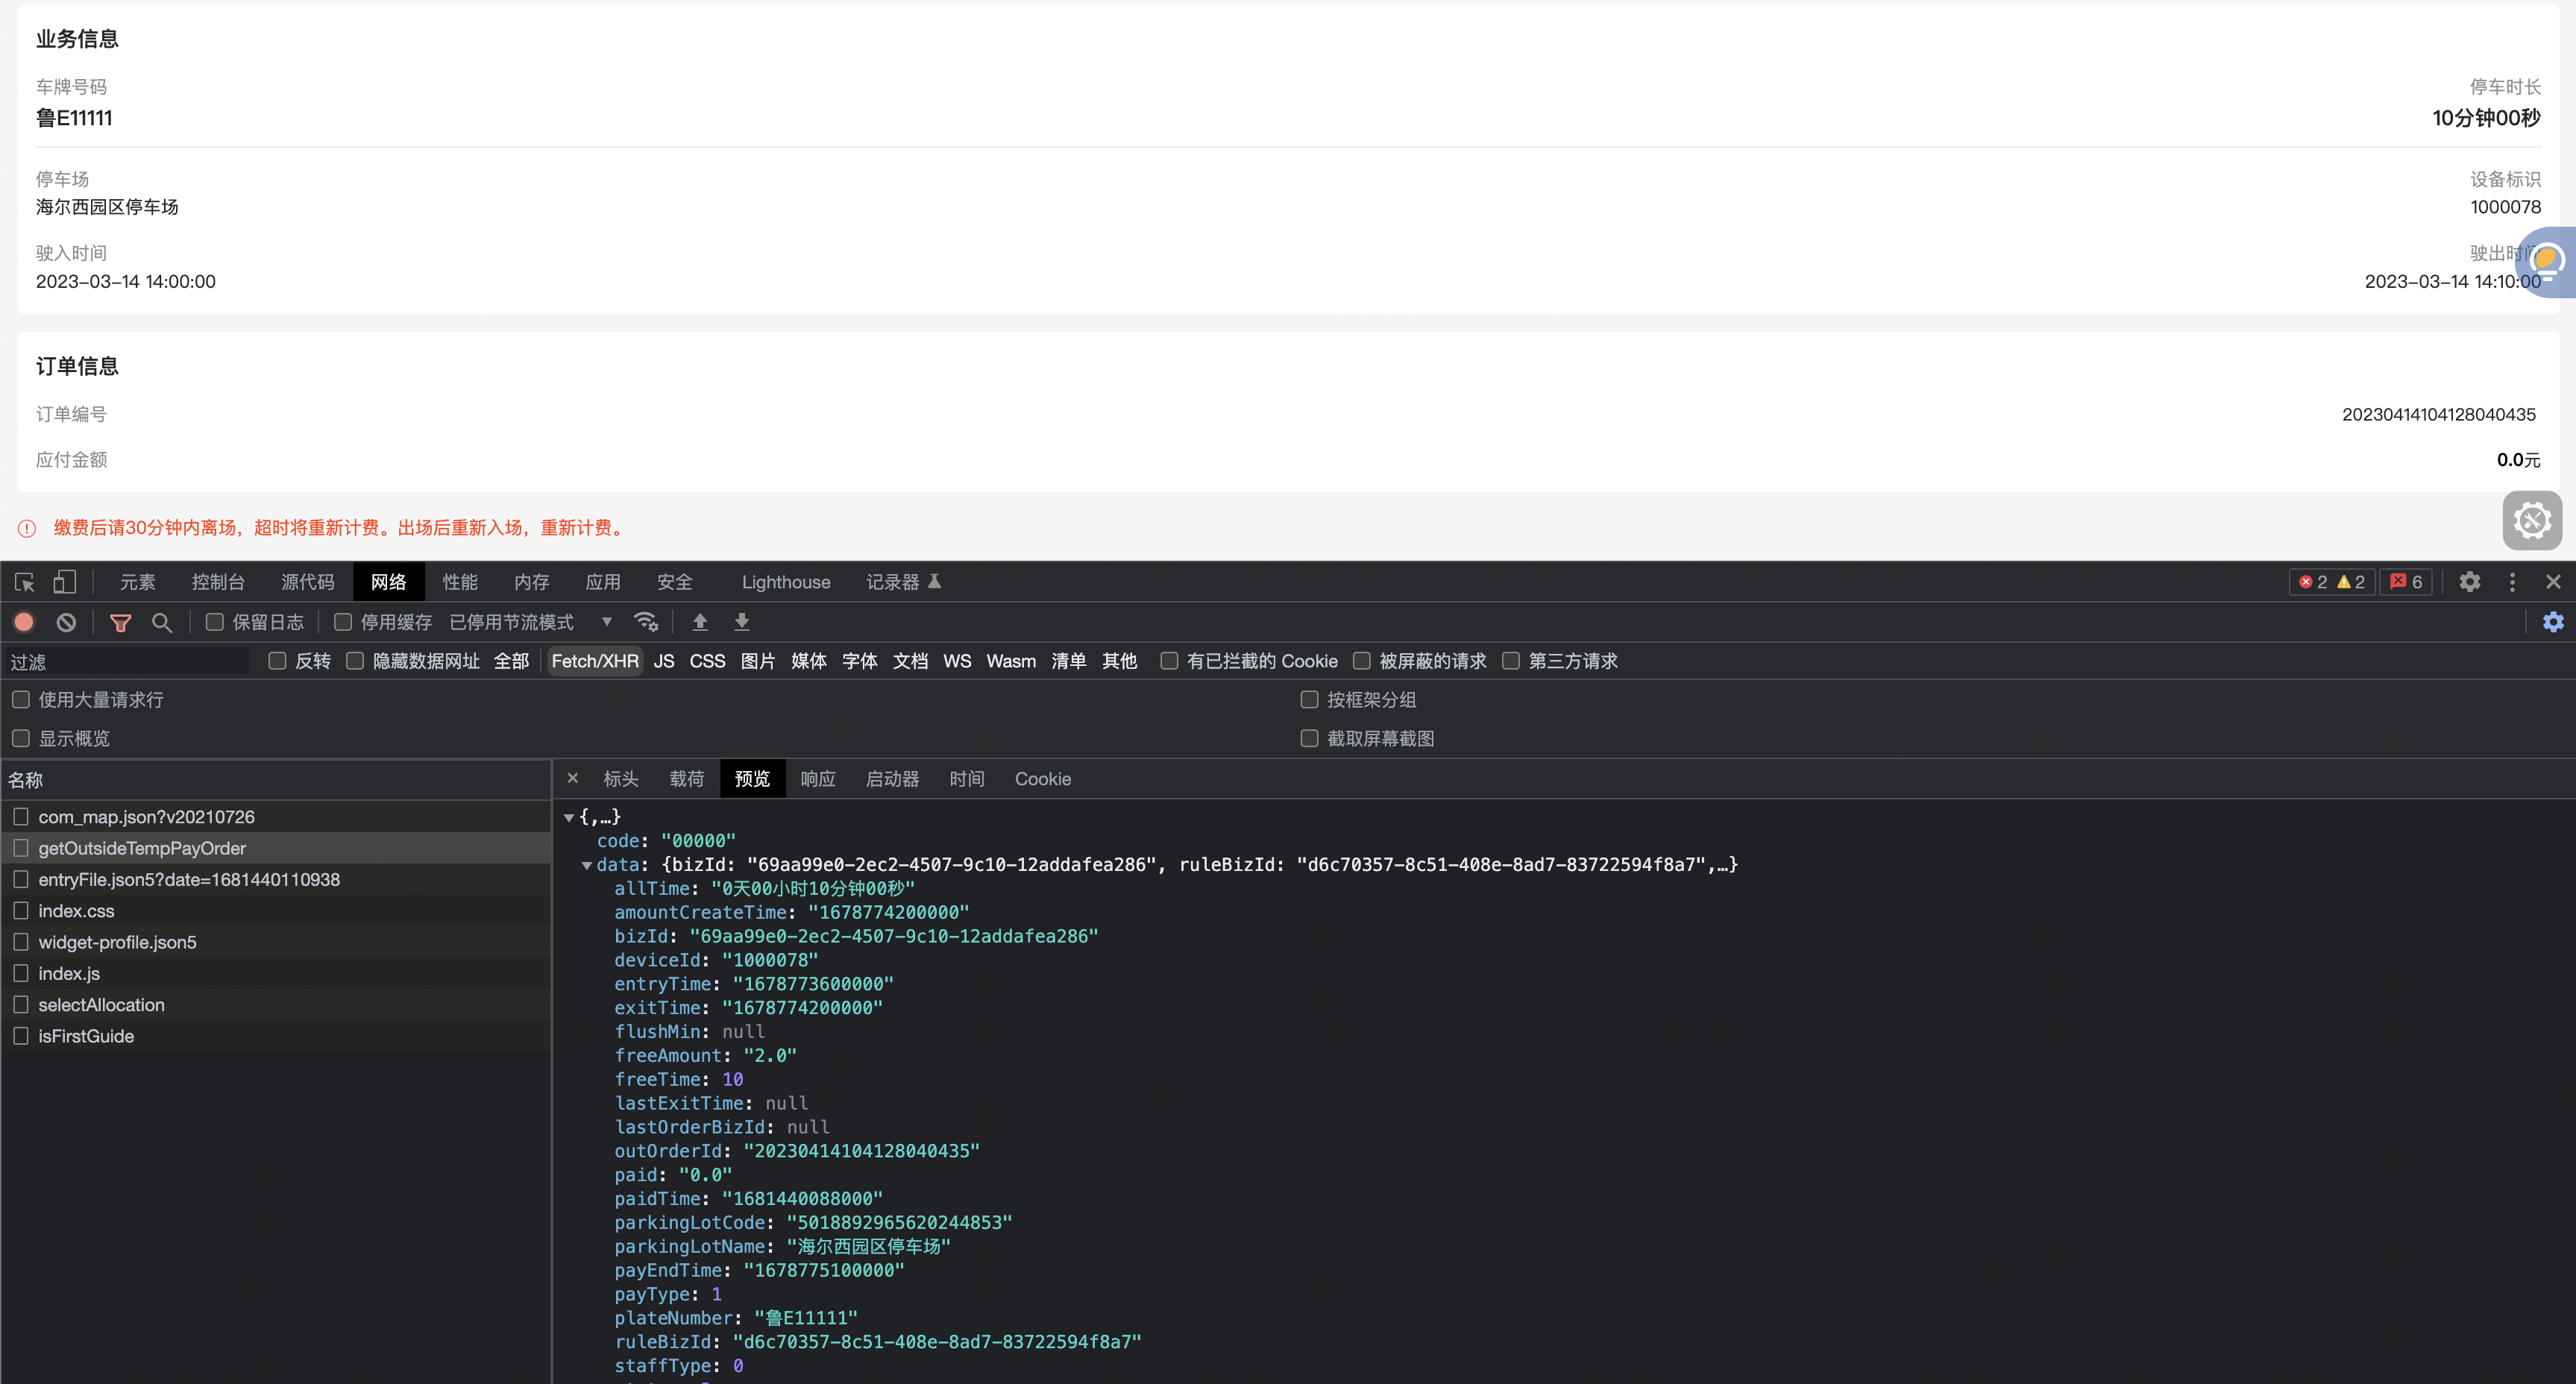 业务信息
车牌号码 停车时长
鲁E11111 10分钟00秒
停车场 设备标识
海尔西园区停车场 1000078
驶入时间 驶出时间
2023-03-14 14:00:00 2023-03-14 14:10:00
订单信息
订单编号 20230414104128040435
应付金额 0.0元
缴费后请30分钟内离场，超时将重新计费。出场后重新入场，重新计费。
元素 控制台 源代码 网络 性能 内存 应用 安全 Lighthouse 记录器 2 2 6
保留日志 停用缓存 已停用节流模式
过滤 反转 隐藏数据网址 全部 Fetch/XHR JS CSS 图片 媒体 字体 文档 WS Wasm 清单 其他 有已拦截的 Cookie 被屏蔽的请求 第三方请求
使用大量请求行 按框架分组
显示概览 截取屏幕截图
名称
com_map.json?v20210726
getOutsideTempPayOrder
entryFile.json5?date=1681440110938
index.css
widget-profile.json5
index.js
selectAllocation
isFirstGuide
× 标头 载荷 预览 响应 启动器 时间 Cookie
{,…}
code: "00000"
data: {bizId: "69aa99e0-2ec2-4507-9c10-12addafea286", ruleBizId: "d6c70357-8c51-408e-8ad7-83722594f8a7",…}
allTime: "0天00小时10分钟00秒"
amountCreateTime: "1678774200000"
bizId: "69aa99e0-2ec2-4507-9c10-12addafea286"
deviceId: "1000078"
entryTime: "1678773600000"
exitTime: "1678774200000"
flushMin: null
freeAmount: "2.0"
freeTime: 10
lastExitTime: null
lastOrderBizId: null
outOrderId: "20230414104128040435"
paid: "0.0"
paidTime: "1681440088000"
parkingLotCode: "5018892965620244853"
parkingLotName: "海尔西园区停车场"
payEndTime: "1678775100000"
payType: 1
plateNumber: "鲁E11111"
ruleBizId: "d6c70357-8c51-408e-8ad7-83722594f8a7"
staffType: 0